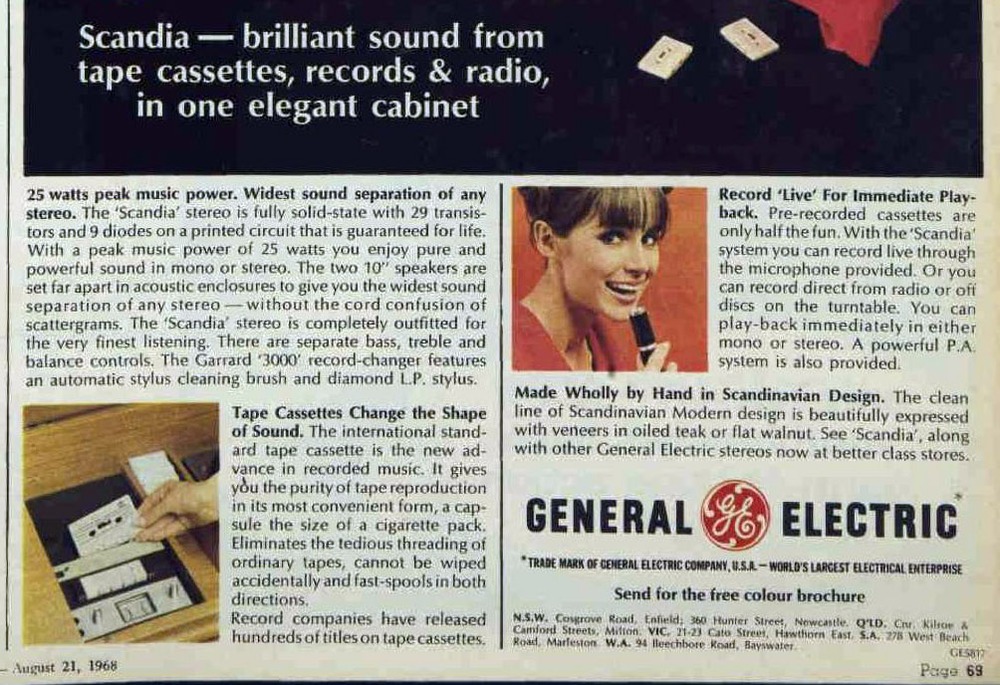 Scandia — brilliant sound from
tape cassettes, records & radio,
in one elegant cabinet
25 watts peak music power. Widest sound separation of any
stereo. The 'Scandia' stereo is fully solid-state with 29 transis-
tors and 9 diodes on a printed circuit that is guaranteed for life.
With a peak music power of 25 watts you enjoy pure and
powerful sound in mono or stereo. The two 10" speakers are
set far apart in acoustic enclosures to give you the widest sound
separation of any stereo — without the cord confusion of
scattergrams. The 'Scandia' stereo is completely outfitted for
the very finest listening. There are separate bass, treble and
balance controls. The Garrard '3000' record-changer features
an automatic stylus cleaning brush and diamond L.P. stylus.
Tape Cassettes Change the Shape
of Sound. The international stand-
ard tape cassette is the new ad-
vance in recorded music. It gives
you the purity of tape reproduction
in its most convenient form, a cap-
sule the size of a cigarette pack.
Eliminates the tedious threading of
ordinary tapes, cannot be wiped
accidentally and fast-spools in both
directions.
Record companies have released
hundreds of titles on tape cassettes.
Record 'Live' For Immediate Play-
back. Pre-recorded cassettes are
only half the fun. With the 'Scandia'
system you can record live through
the microphone provided. Or you
can record direct from radio or off
discs on the turntable. You can
play-back immediately in either
mono or stereo. A powerful P.A.
system is also provided.
Made Wholly by Hand in Scandinavian Design. The clean
line of Scandinavian Modern design is beautifully expressed
with veneers in oiled teak or flat walnut. See 'Scandia', along
with other General Electric stereos now at better class stores.
GENERAL GE ELECTRIC*
*TRADE MARK OF GENERAL ELECTRIC COMPANY, U.S.A. — WORLD'S LARGEST ELECTRICAL ENTERPRISE
Send for the free colour brochure
N.S.W. Cosgrove Road, Enfield; 360 Hunter Street, Newcastle. Q'LD. Cnr. Kilroe &
Camford Streets, Milton. VIC. 21-23 Cato Street, Hawthorn East. S.A. 278 West Beach
Road, Marleston. W.A. 94 Beechbore Road, Bayswater.
GE5817
— August 21, 1968
Page 69